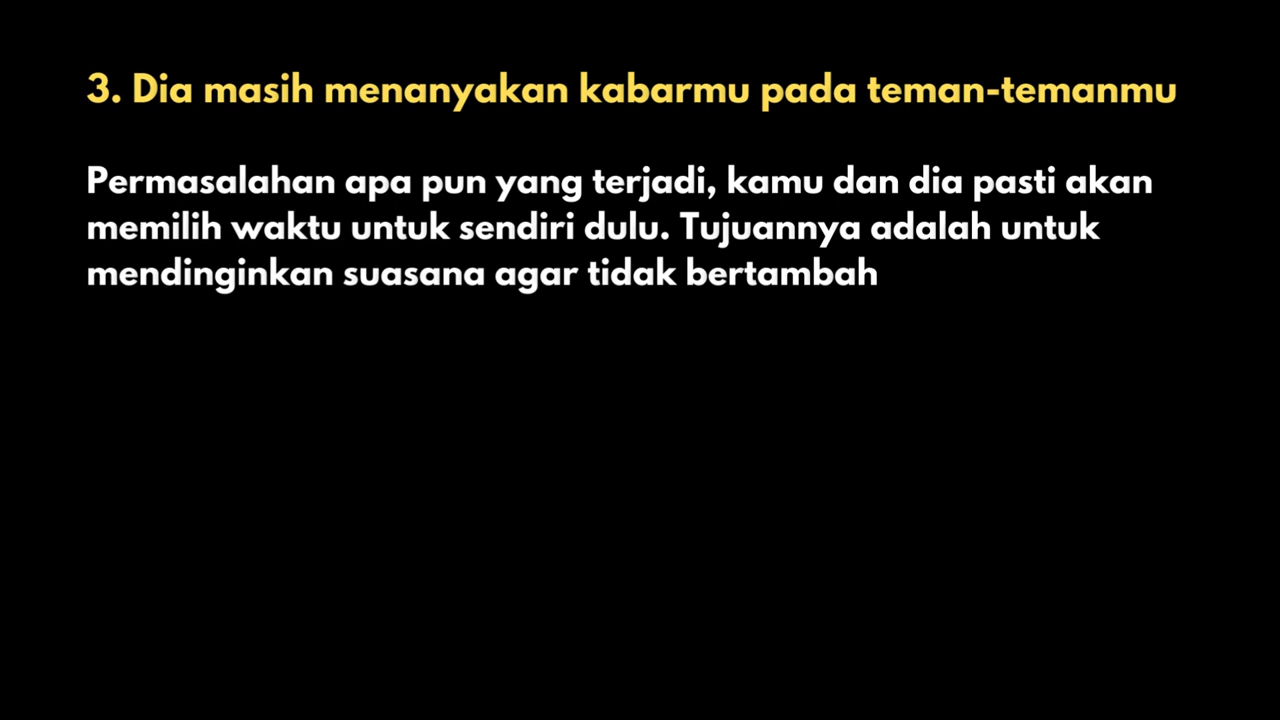 3. Dia masih menanyakan kabarmu pada teman-temanmu
Permasalahan apa pun yang terjadi, kamu dan dia pasti akan
memilih waktu untuk sendiri dulu. Tujuannya adalah untuk
mendinginkan suasana agar tidak bertambah